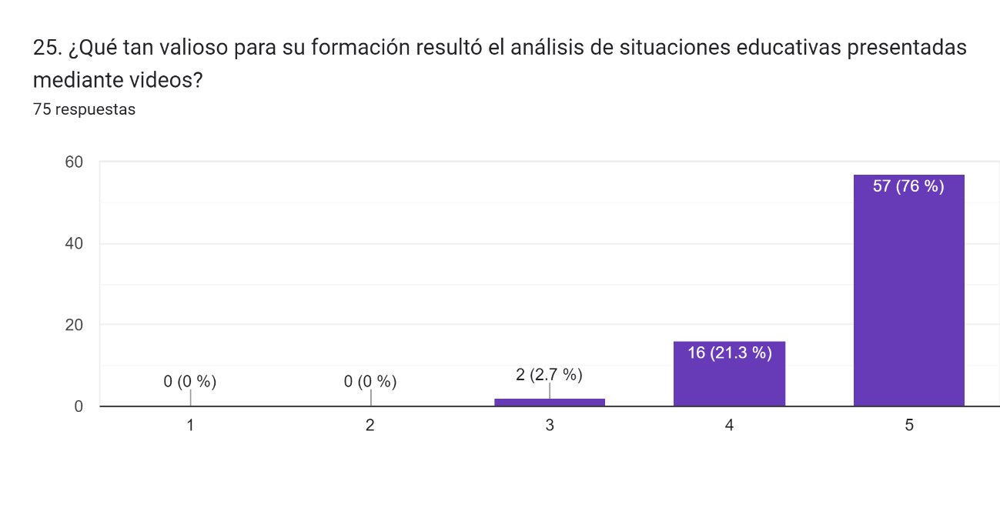 25. ¿Qué tan valioso para su formación resultó el análisis de situaciones educativas presentadas
mediante videos?
75 respuestas
60
40
20
0
0 (0 %)
0 (0 %)
2 (2.7 %)
16 (21.3 %)
57 (76 %)
1
2
3
4
5